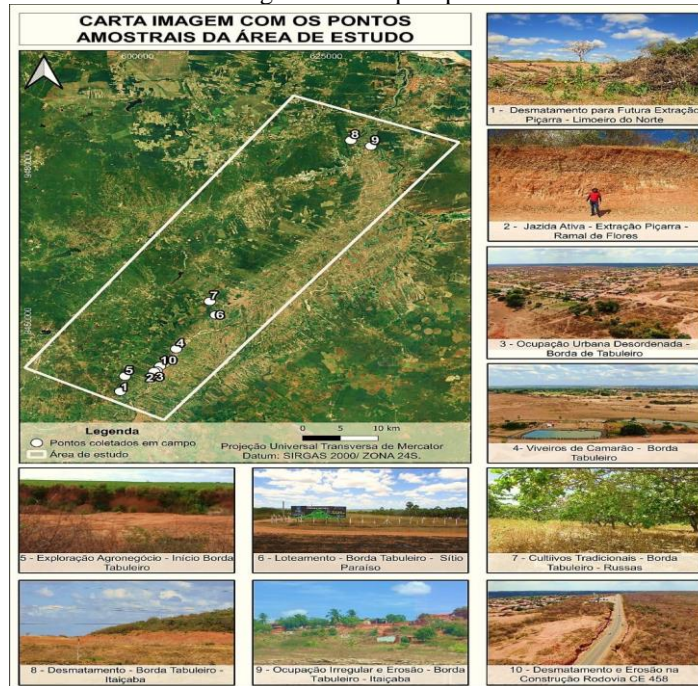 CARTA IMAGEM COM OS PONTOS
AMOSTRAIS DA ÁREA DE ESTUDO
600000
625000
8
9
7
6
4
10
5
2
3
1
Legenda
Pontos coletados em campo
Área de estudo
0 5 10 km
Projeção Universal Transversa de Mercator
Datum: SIRGAS 2000/ ZONA 24S.
1 - Desmatamento para Futura Extração
Piçarra - Limoeiro do Norte
2 - Jazida Ativa - Extração Piçarra -
Ramal de Flores
3 - Ocupação Urbana Desordenada -
Borda de Tabuleiro
4- Viveiros de Camarão - Borda
Tabuleiro
5 - Exploração Agronegócio - Início Borda
Tabuleiro
6 - Loteamento - Borda Tabuleiro - Sítio
Paraíso
7 - Cultiivos Tradicionais - Borda
Tabuleiro - Russas
8 - Desmatamento - Borda Tabuleiro -
Itaiçaba
9 - Ocupação Irregular e Erosão - Borda
Tabuleiro - Itaiçaba
10 - Desmatamento e Erosão na
Construção Rodovia CE 458